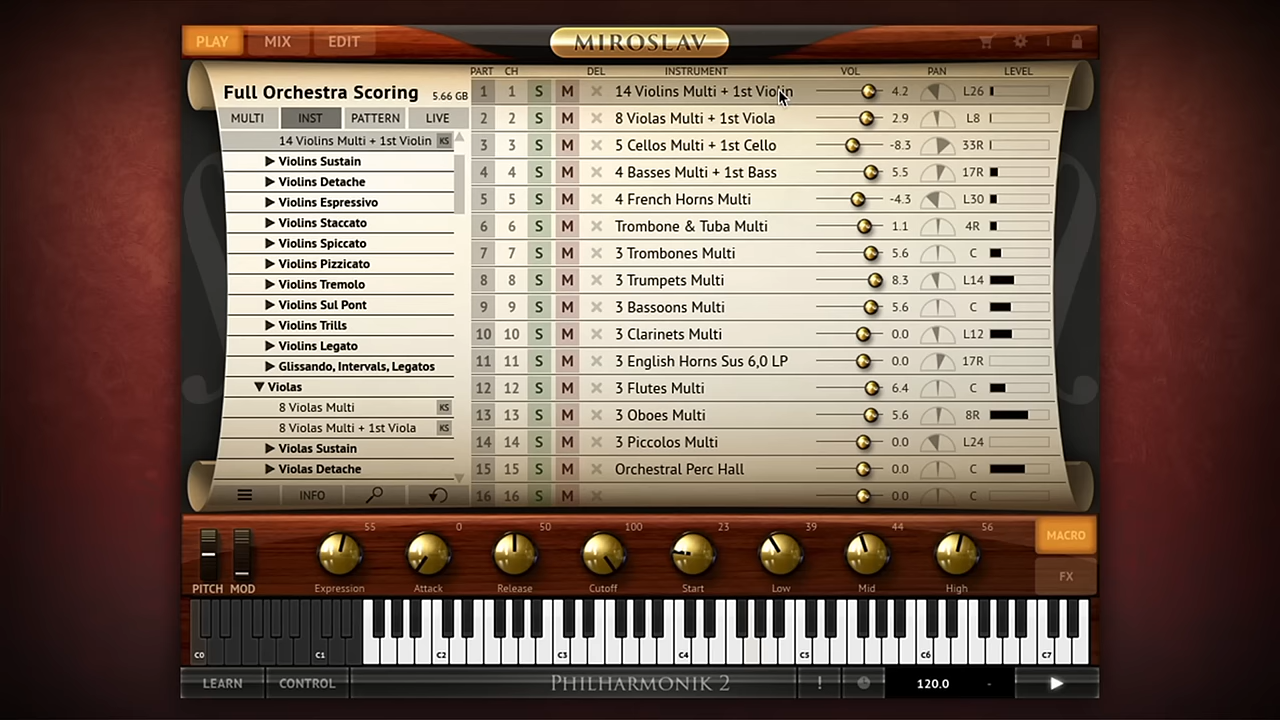 PLAY MIX EDIT MIROSLAV
Full Orchestra Scoring 5.66 GB
MULTI INST PATTERN LIVE
14 Violins Multi + 1st Violin KS
Violins Sustain
Violins Detache
Violins Espressivo
Violins Staccato
Violins Spiccato
Violins Pizzicato
Violins Tremolo
Violins Sul Pont
Violins Trills
Violins Legato
Glissando, Intervals, Legatos
Violas
8 Violas Multi KS
8 Violas Multi + 1st Viola KS
Violas Sustain
Violas Detache
INFO
PART CH DEL INSTRUMENT VOL PAN LEVEL
1 1 S M 14 Violins Multi + 1st Violin 4.2 L26
2 2 S M 8 Violas Multi + 1st Viola 2.9 L8
3 3 S M 5 Cellos Multi + 1st Cello -8.3 33R
4 4 S M 4 Basses Multi + 1st Bass 5.5 17R
5 5 S M 4 French Horns Multi -4.3 L30
6 6 S M Trombone & Tuba Multi 1.1 4R
7 7 S M 3 Trombones Multi 5.6 C
8 8 S M 3 Trumpets Multi 8.3 L14
9 9 S M 3 Bassoons Multi 5.6 C
10 10 S M 3 Clarinets Multi 0.0 L12
11 11 S M 3 English Horns Sus 6,0 LP 0.0 17R
12 12 S M 3 Flutes Multi 6.4 C
13 13 S M 3 Oboes Multi 5.6 8R
14 14 S M 3 Piccolos Multi 0.0 L24
15 15 S M Orchestral Perc Hall 0.0 C
16 16 S M 0.0 C
55 0 50 100 23 39 44 56
MACRO
FX
PITCH MOD Expression Attack Release Cutoff Start Low Mid High
C0 C1 C2 C3 C4 C5 C6 C7
LEARN CONTROL PHILHARMONIK 2 ! 120.0 -